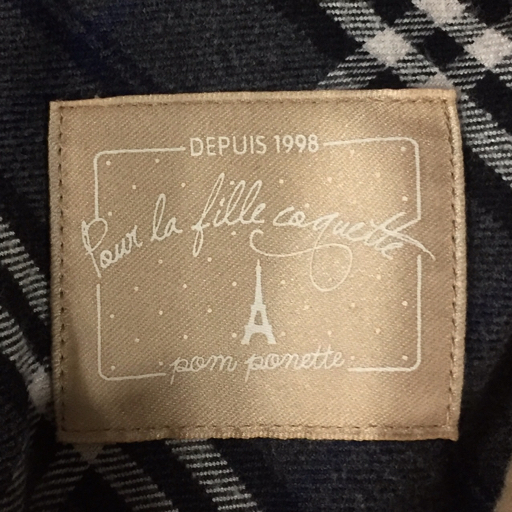 DEPUIS 1998
Pour la fille coquette
pom ponette